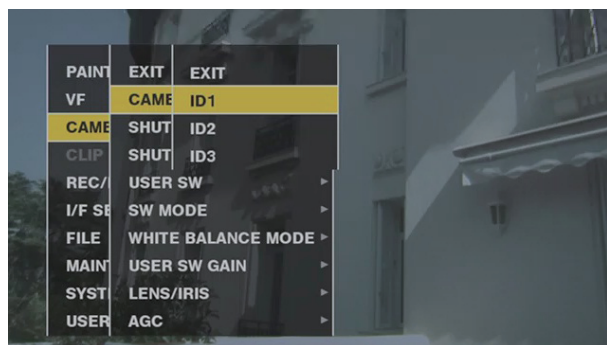 PAINT EXIT EXIT
VF CAME ID1
CAME SHUT ID2
CLIP SHUT ID3
REC/I USER SW
I/F SE SW MODE
FILE WHITE BALANCE MODE
MAINT USER SW GAIN
SYSTE LENS/IRIS
USER AGC